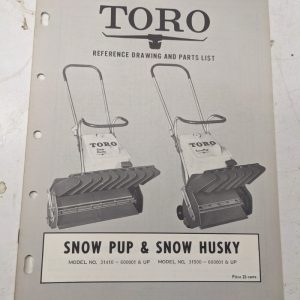 TORO
REFERENCE DRAWING AND PARTS LIST
TORO
TORO
SNOW PUP & SNOW HUSKY
MODEL NO. 31410 - 600001 & UP MODEL NO. 31500 - 600001 & UP
Price 25 cents